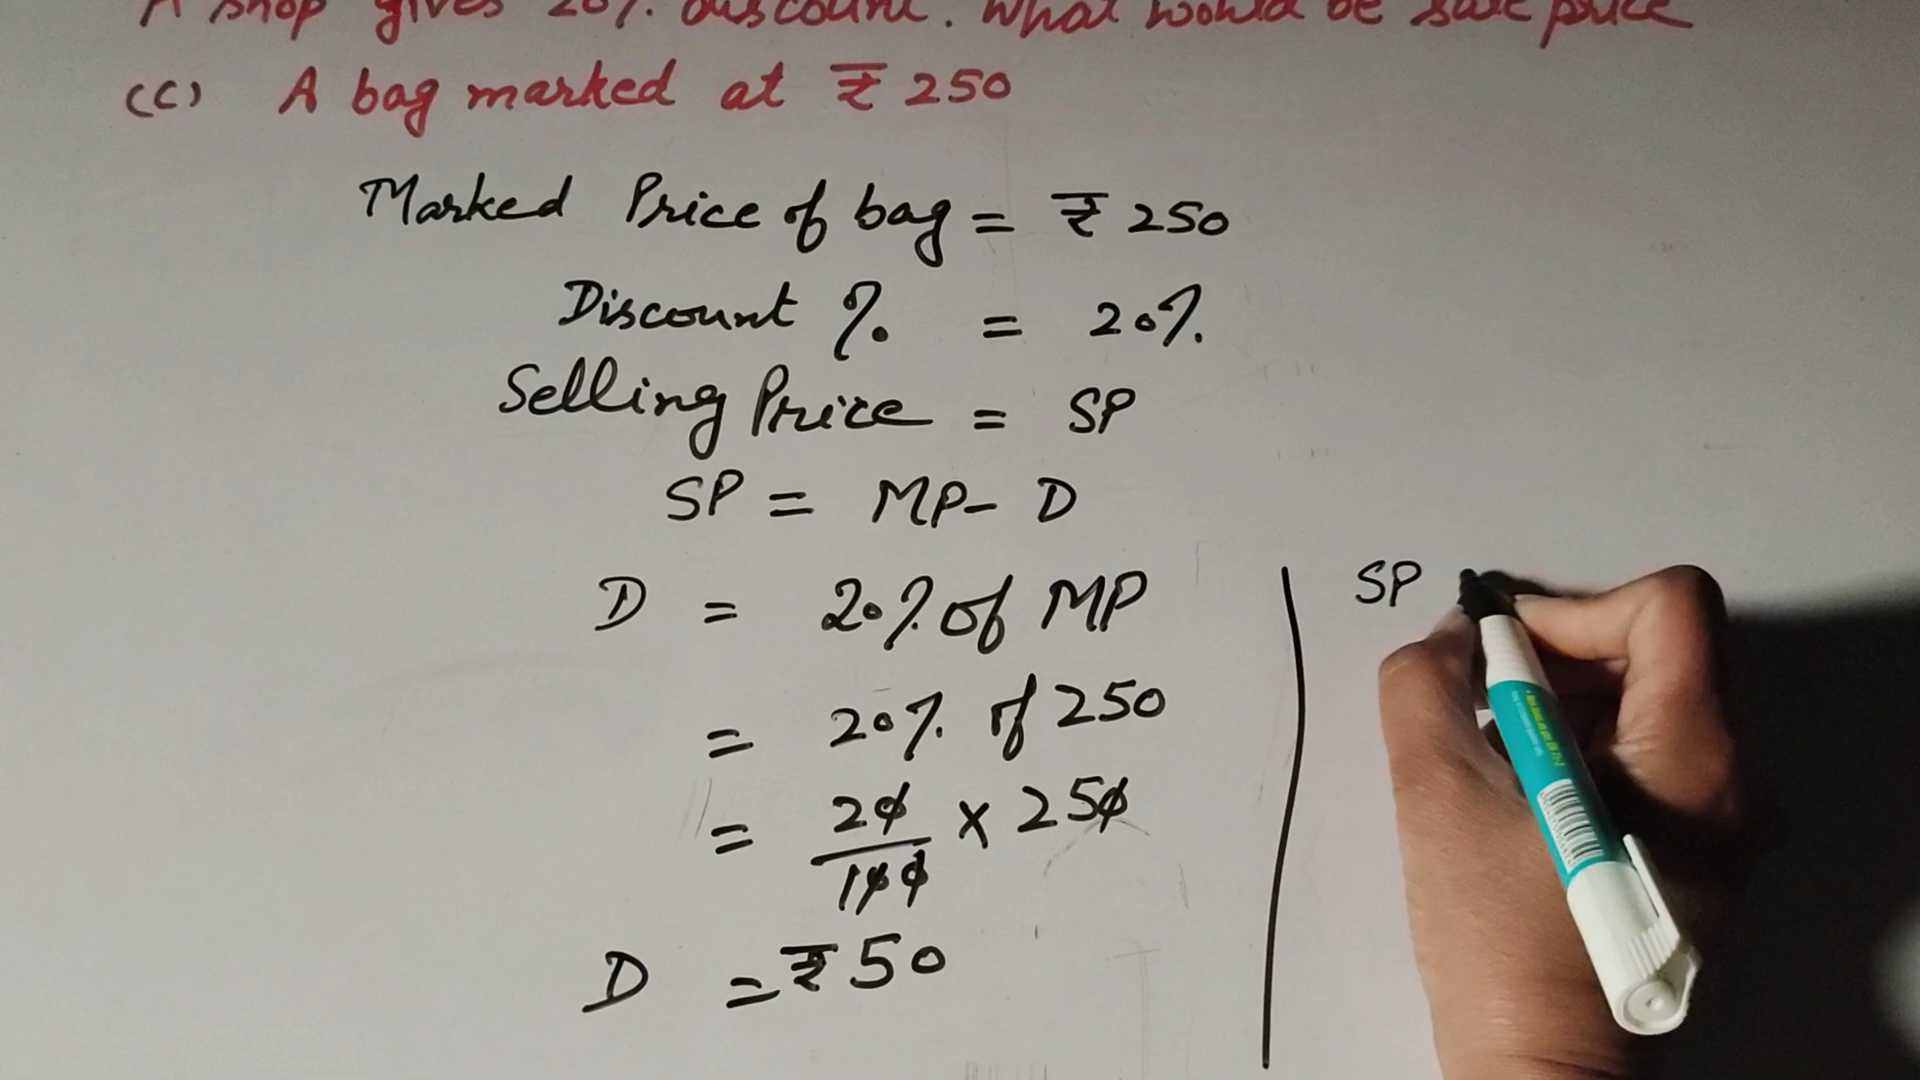 A shop gives 20%. discount. What would be sale price
(C) A bag marked at ₹ 250
Marked Price of bag = ₹ 250
Discount % = 20%
Selling Price = SP
SP = MP- D
D = 20% of MP
= 20% of 250
= 20/100 x 250
D = ₹ 50
SP